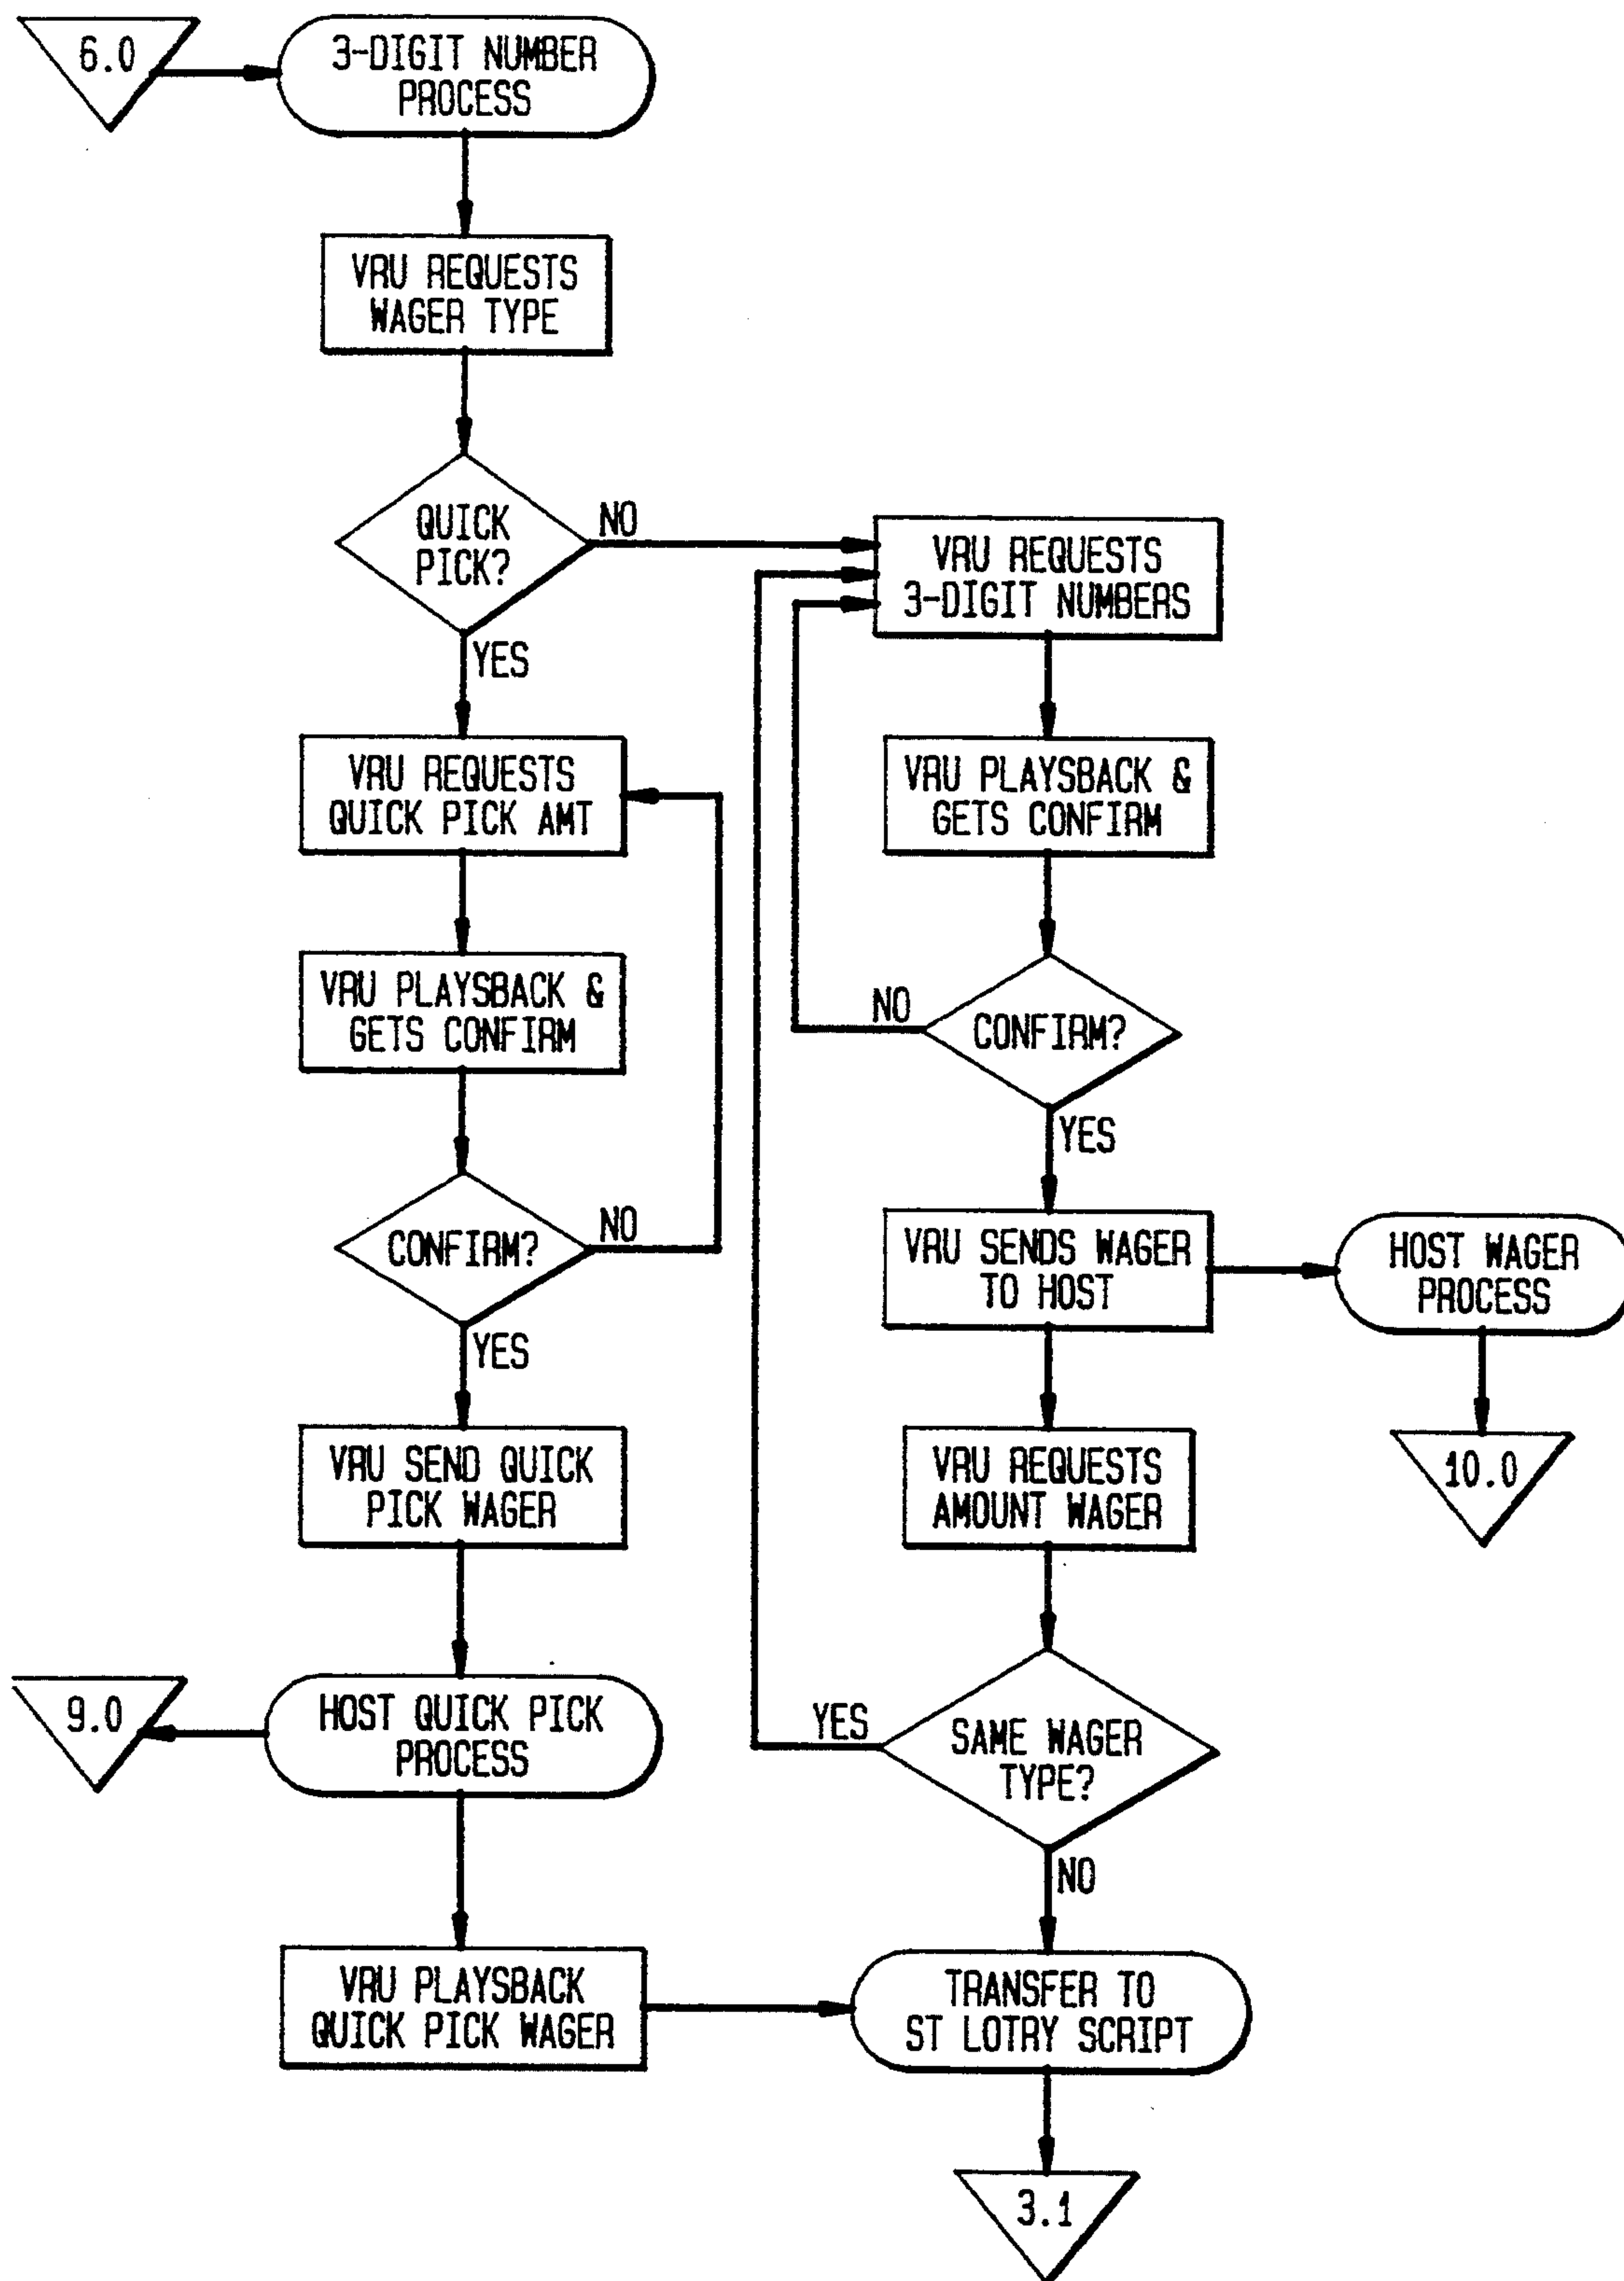 6.0
3-DIGIT NUMBER
PROCESS
VRU REQUESTS
WAGER TYPE
QUICK
PICK?
NO
YES
VRU REQUESTS
3-DIGIT NUMBERS
VRU REQUESTS
QUICK PICK AMT
VRU PLAYSBACK &
GETS CONFIRM
VRU PLAYSBACK &
GETS CONFIRM
CONFIRM?
NO
YES
CONFIRM?
NO
YES
VRU SENDS WAGER
TO HOST
HOST WAGER
PROCESS
10.0
VRU SEND QUICK
PICK WAGER
VRU REQUESTS
AMOUNT WAGER
9.0
HOST QUICK PICK
PROCESS
YES
SAME WAGER
TYPE?
NO
VRU PLAYSBACK
QUICK PICK WAGER
TRANSFER TO
ST LOTRY SCRIPT
3.1